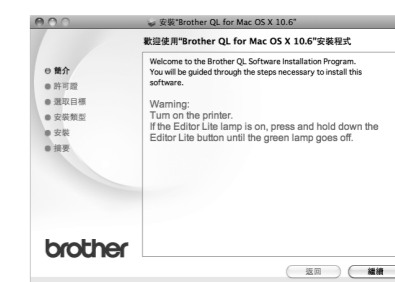 安裝"Brother QL for Mac OS X 10.6"
歡迎使用"Brother QL for Mac OS X 10.6"安裝程式
簡介
許可證
選取目標
安裝類型
安裝
摘要
Welcome to the Brother QL Software Installation Program.
You will be guided through the steps necessary to install this
software.
Warning:
Turn on the printer.
If the Editor Lite lamp is on, press and hold down the
Editor Lite button until the green lamp goes off.
brother
返回
繼續